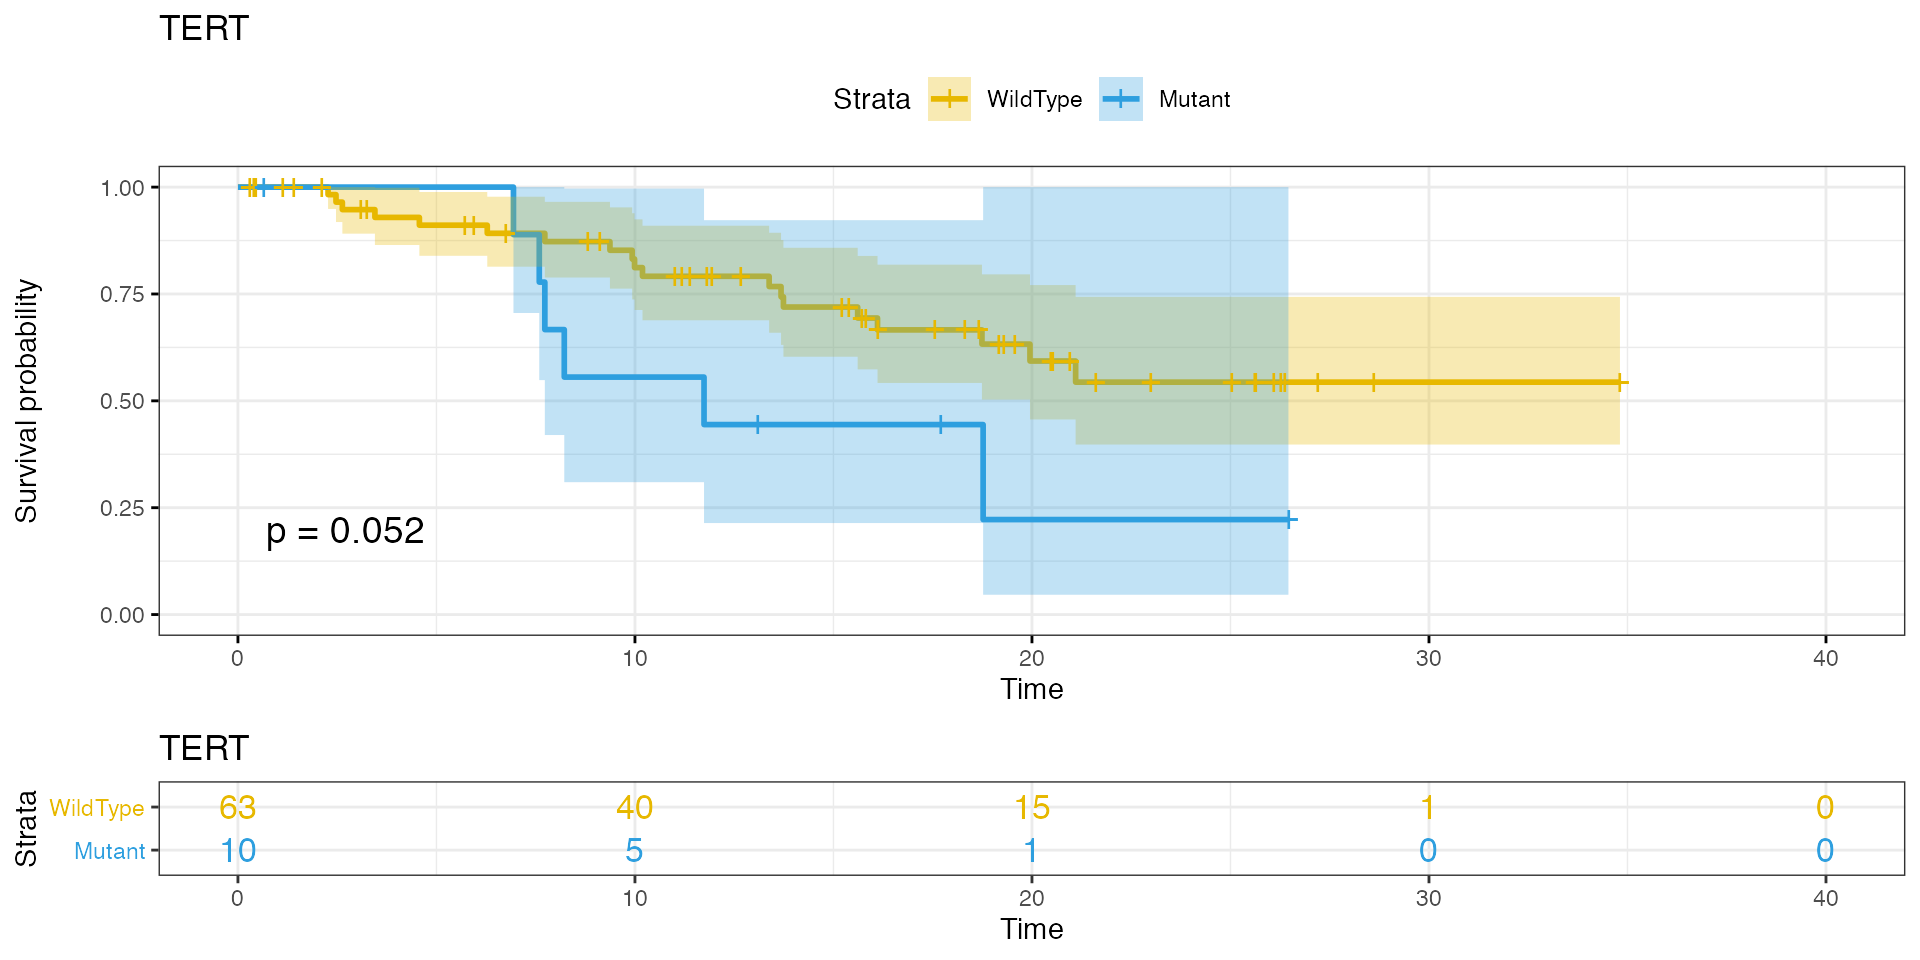 TERT
Strata WildType Mutant
Survival probability
1.00
0.75
0.50
0.25
0.00
p = 0.052
0 10 20 30 40
Time
TERT
Strata
WildType 63 40 15 1 0
Mutant 10 5 1 0 0
0 10 20 30 40
Time